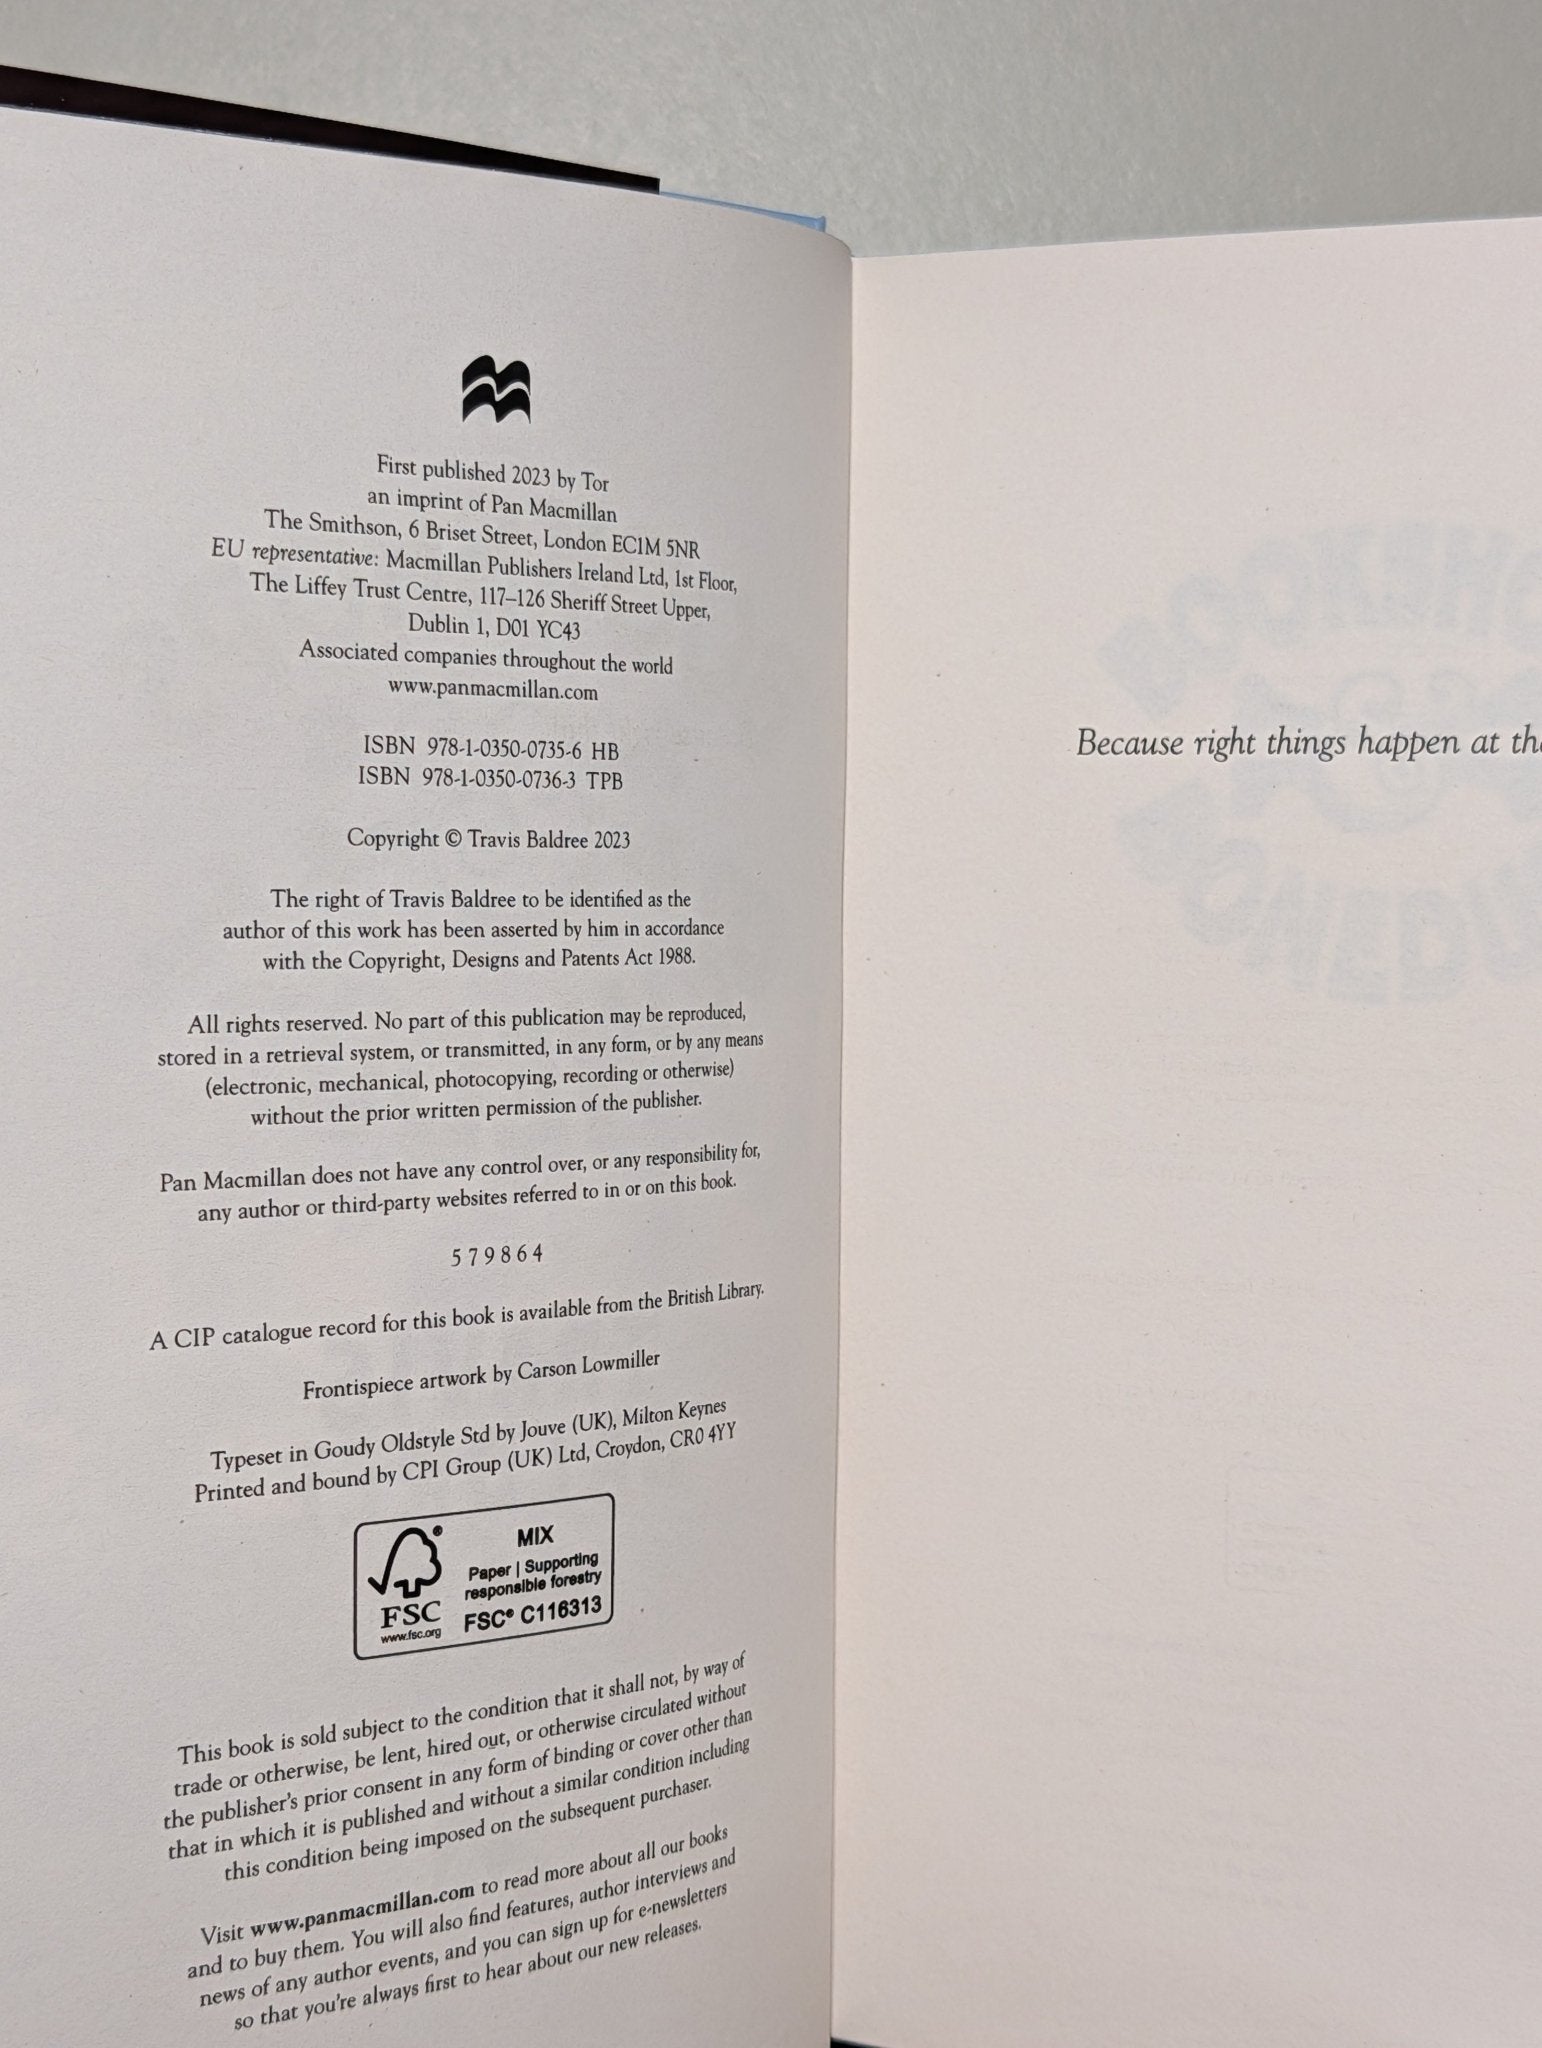 First published 2023 by Tor
an imprint of Pan Macmillan
The Smithson, 6 Briset Street, London EC1M 5NR
EU representative: Macmillan Publishers Ireland Ltd, 1st Floor,
The Liffey Trust Centre, 117–126 Sheriff Street Upper,
Dublin 1, D01 YC43
Associated companies throughout the world
www.panmacmillan.com
ISBN 978-1-0350-0735-6 HB
ISBN 978-1-0350-0736-3 TPB
Copyright © Travis Baldree 2023
The right of Travis Baldree to be identified as the
author of this work has been asserted by him in accordance
with the Copyright, Designs and Patents Act 1988.
All rights reserved. No part of this publication may be reproduced,
stored in a retrieval system, or transmitted, in any form, or by any means
(electronic, mechanical, photocopying, recording or otherwise)
without the prior written permission of the publisher.
Pan Macmillan does not have any control over, or any responsibility for,
any author or third-party websites referred to in or on this book.
5 7 9 8 6 4
A CIP catalogue record for this book is available from the British Library.
Frontispiece artwork by Carson Lowmiller
Typeset in Goudy Oldstyle Std by Jouve (UK), Milton Keynes
Printed and bound by CPI Group (UK) Ltd, Croydon, CR0 4YY
MIX
Paper | Supporting
responsible forestry
FSC® C116313
FSC
www.fsc.org
This book is sold subject to the condition that it shall not, by way of
trade or otherwise, be lent, hired out, or otherwise circulated without
the publisher's prior consent in any form of binding or cover other than
that in which it is published and without a similar condition including
this condition being imposed on the subsequent purchaser.
Visit www.panmacmillan.com to read more about all our books
and to buy them. You will also find features, author interviews and
news of any author events, and you can sign up for e-newsletters
so that you're always first to hear about our new releases.
Because right things happen at